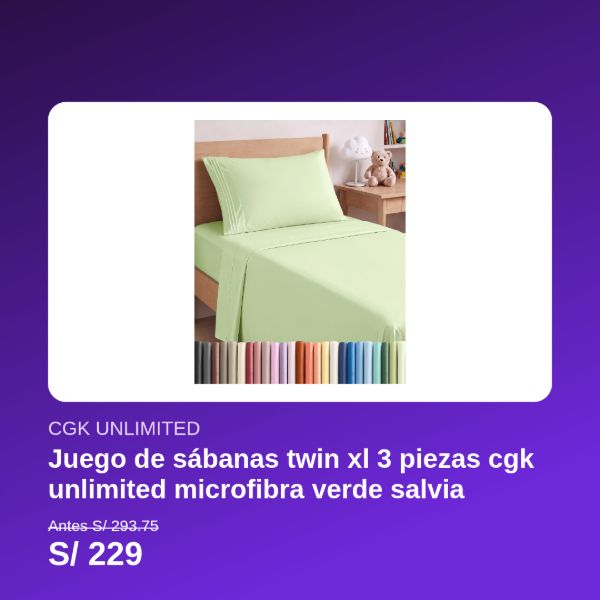 CGK UNLIMITED
Juego de sábanas twin xl 3 piezas cgk
unlimited microfibra verde salvia
Antes S/ 293.75
S/ 229